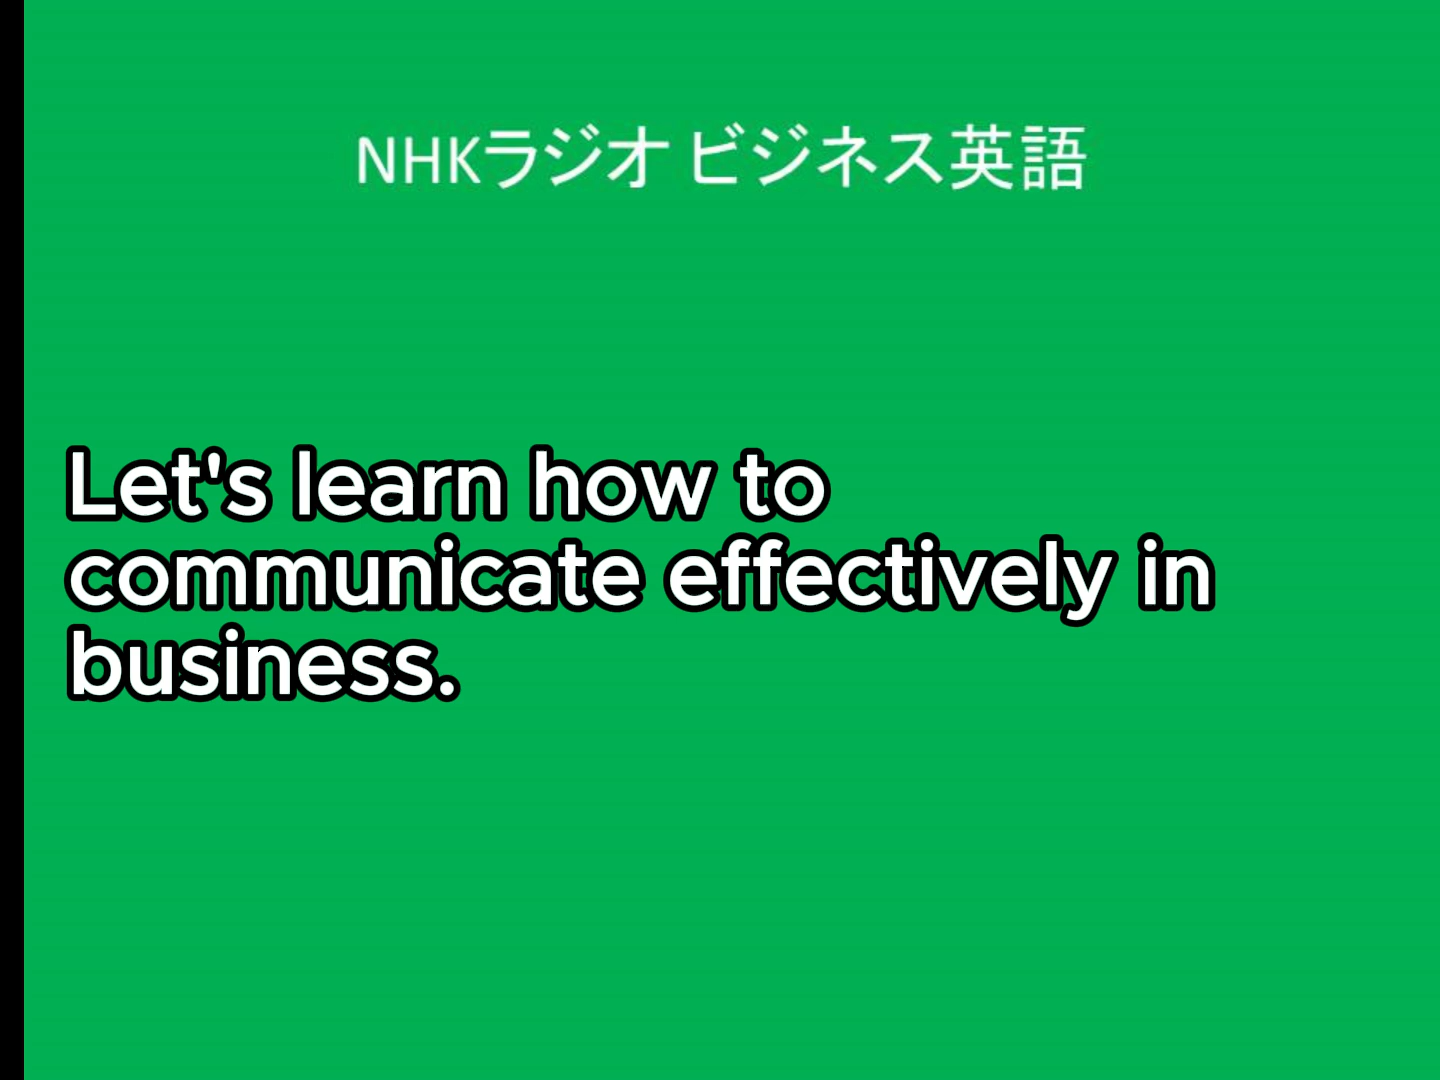 NHKラジオ ビジネス英語
Let's learn how to
communicate effectively in
business.